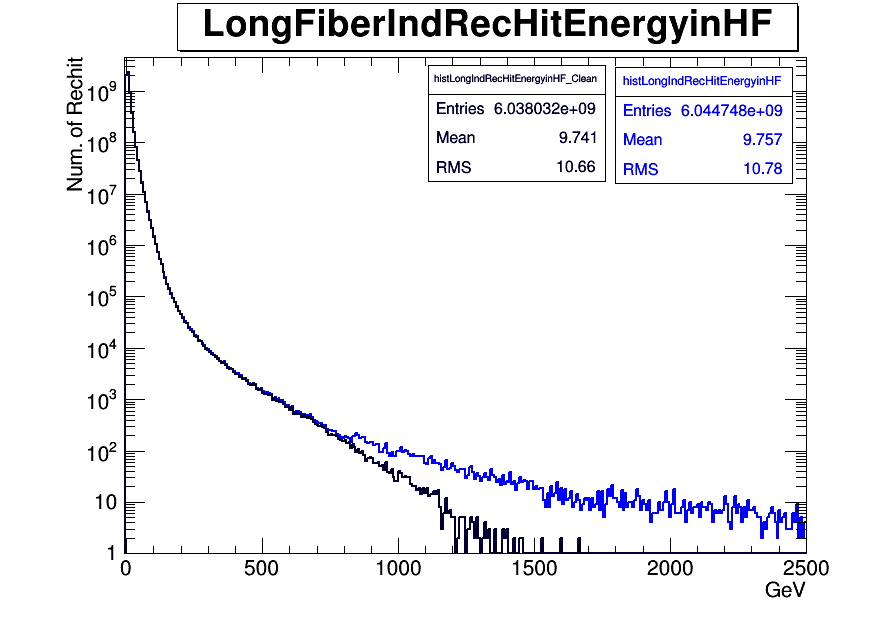 LongFiberIndRecHitEnergyinHF
histLongIndRecHitEnergyinHF_Clean
Entries 6.038032e+09
Mean 9.741
RMS 10.66
histLongIndRecHitEnergyinHF
Entries 6.044748e+09
Mean 9.757
RMS 10.78
Num. of Rechit
10⁹
10⁸
10⁷
10⁶
10⁵
10⁴
10³
10²
10
1
0 500 1000 1500 2000 2500
GeV